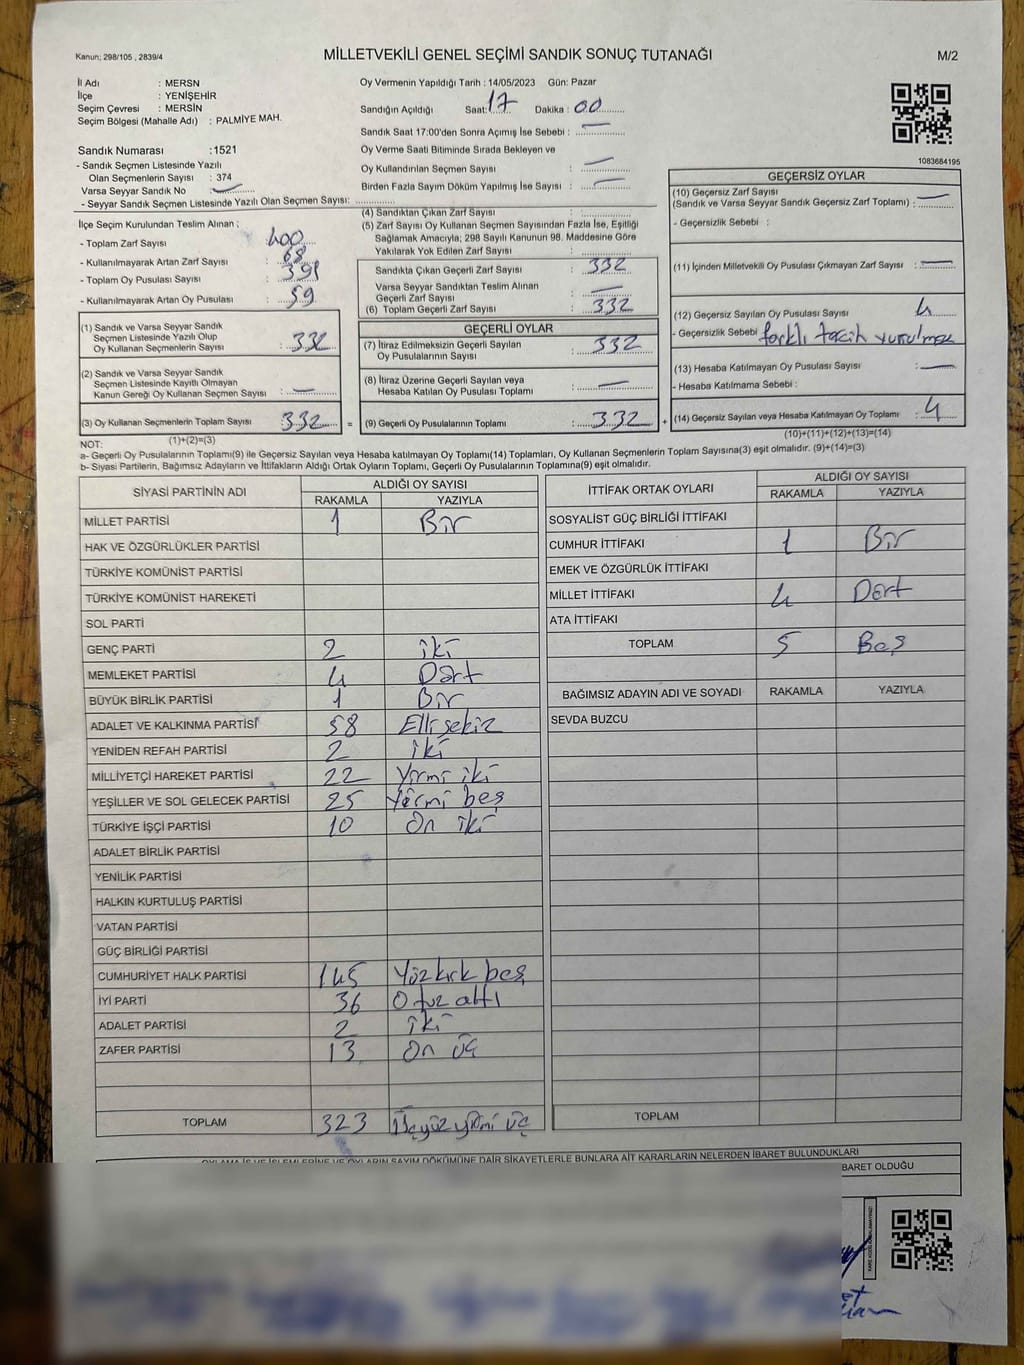 Kanun; 298/105 , 2839/4
MİLLETVEKİLİ GENEL SEÇİMİ SANDIK SONUÇ TUTANAĞI
M/2
İl Adı : MERSN
İlçe : YENİŞEHİR
Seçim Çevresi : MERSİN
Seçim Bölgesi (Mahalle Adı) : PALMİYE MAH.
Sandık Numarası :1521
- Sandık Seçmen Listesinde Yazılı
Olan Seçmenlerin Sayısı : 374
Varsa Seyyar Sandık No :
- Seyyar Sandık Seçmen Listesinde Yazılı Olan Seçmen Sayısı:
Oy Vermenin Yapıldığı Tarih : 14/05/2023 Gün: Pazar
Sandığın Açıldığı Saat: 17 Dakika : 00
Sandık Saat 17:00'den Sonra Açımış İse Sebebi :
Oy Verme Saati Bitiminde Sırada Bekleyen ve
Oy Kullandırılan Seçmen Sayısı :
Birden Fazla Sayım Döküm Yapılmış İse Sayısı :
1083684195
İlçe Seçim Kurulundan Teslim Alınan :
- Toplam Zarf Sayısı : 400
- Kullanılmayarak Artan Zarf Sayısı : 68
- Toplam Oy Pusulası Sayısı : 391
- Kullanılmayarak Artan Oy Pusulası : 59
(1) Sandık ve Varsa Seyyar Sandık
Seçmen Listesinde Yazılı Olup
Oy Kullanan Seçmenlerin Sayısı : 332
(2) Sandık ve Varsa Seyyar Sandık
Seçmen Listesinde Kayıtlı Olmayan
Kanun Gereği Oy Kullanan Seçmen Sayısı :
(3) Oy Kullanan Seçmenlerin Toplam Sayısı : 332 =
(1)+(2)=(3)
(4) Sandıktan Çıkan Zarf Sayısı :
(5) Zarf Sayısı Oy Kullanan Seçmen Sayısından Fazla İse, Eşitliği
Sağlamak Amacıyla; 298 Sayılı Kanunun 98. Maddesine Göre
Yakılarak Yok Edilen Zarf Sayısı :
Sandıkta Çıkan Geçerli Zarf Sayısı : 332
Varsa Seyyar Sandıktan Teslim Alınan
Geçerli Zarf Sayısı :
(6) Toplam Geçerli Zarf Sayısı : 332
GEÇERLİ OYLAR
(7) İtiraz Edilmeksizin Geçerli Sayılan
Oy Pusulalarının Sayısı : 332
(8) İtiraz Üzerine Geçerli Sayılan veya
Hesaba Katılan Oy Pusulası Toplamı :
(9) Geçerli Oy Pusulalarının Toplamı : 332 +
GEÇERSİZ OYLAR
(10) Geçersiz Zarf Sayısı
(Sandık ve Varsa Seyyar Sandık Geçersiz Zarf Toplamı) :
- Geçersizlik Sebebi :
(11) İçinden Milletvekili Oy Pusulası Çıkmayan Zarf Sayısı :
(12) Geçersiz Sayılan Oy Pusulası Sayısı : 4
- Geçersizlik Sebebi : farklı
(13) Hesaba Katılmayan Oy Pusulası Sayısı :
- Hesaba Katılmama Sebebi :
(14) Geçersiz Sayılan veya Hesaba Katılmayan Oy Toplamı : 4
(10)+(11)+(12)+(13)=(14)
NOT:
a- Geçerli Oy Pusulalarının Toplamı(9) ile Geçersiz Sayılan veya Hesaba katılmayan Oy Toplamı(14) Toplamları, Oy Kullanan Seçmenlerin Toplam Sayısına(3) eşit olmalıdır. (9)+(14)=(3)
b- Siyasi Partilerin, Bağımsız Adayların ve İttifakların Aldığı Ortak Oyların Toplamı, Geçerli Oy Pusulalarının Toplamına(9) eşit olmalıdır.
SİYASİ PARTİNİN ADI
ALDIĞI OY SAYISI
RAKAMLA YAZIYLA
MİLLET PARTİSİ 1 Bir
HAK VE ÖZGÜRLÜKLER PARTİSİ
TÜRKİYE KOMÜNİST PARTİSİ
TÜRKİYE KOMÜNİST HAREKETİ
SOL PARTİ
GENÇ PARTİ 2 iki
MEMLEKET PARTİSİ 4 Dört
BÜYÜK BİRLİK PARTİSİ 1 Bir
ADALET VE KALKINMA PARTİSİ 58 Elli sekiz
YENİDEN REFAH PARTİSİ 2 iki
MİLLİYETÇİ HAREKET PARTİSİ 22 Yirmi iki
YEŞİLLER VE SOL GELECEK PARTİSİ 25 Yirmi beş
TÜRKİYE İŞÇİ PARTİSİ 10 On iki
ADALET BİRLİK PARTİSİ
YENİLİK PARTİSİ
HALKIN KURTULUŞ PARTİSİ
VATAN PARTİSİ
GÜÇ BİRLİĞİ PARTİSİ
CUMHURİYET HALK PARTİSİ 145 Yüz kırk beş
İYİ PARTİ 36 Otuz altı
ADALET PARTİSİ 2 iki
ZAFER PARTİSİ 13 On üç
TOPLAM 323 Üçyüz yirmi üç
İTTİFAK ORTAK OYLARI
ALDIĞI OY SAYISI
RAKAMLA YAZIYLA
SOSYALİST GÜÇ BİRLİĞİ İTTİFAKI
CUMHUR İTTİFAKI 1 Bir
EMEK VE ÖZGÜRLÜK İTTİFAKI
MİLLET İTTİFAKI 4 Dört
ATA İTTİFAKI
TOPLAM 5 Beş
BAĞIMSIZ ADAYIN ADI VE SOYADI RAKAMLA YAZIYLA
SEVDA BUZCU
TOPLAM
OYLAMA İŞ VE İŞLEMLERİNE VE OYLARIN SAYIM DÖKÜMÜNE DAİR ŞİKAYETLERLE BUNLARA AİT KARARLARIN NELERDEN İBARET BULUNDUKLARI
BARET OLDUĞU